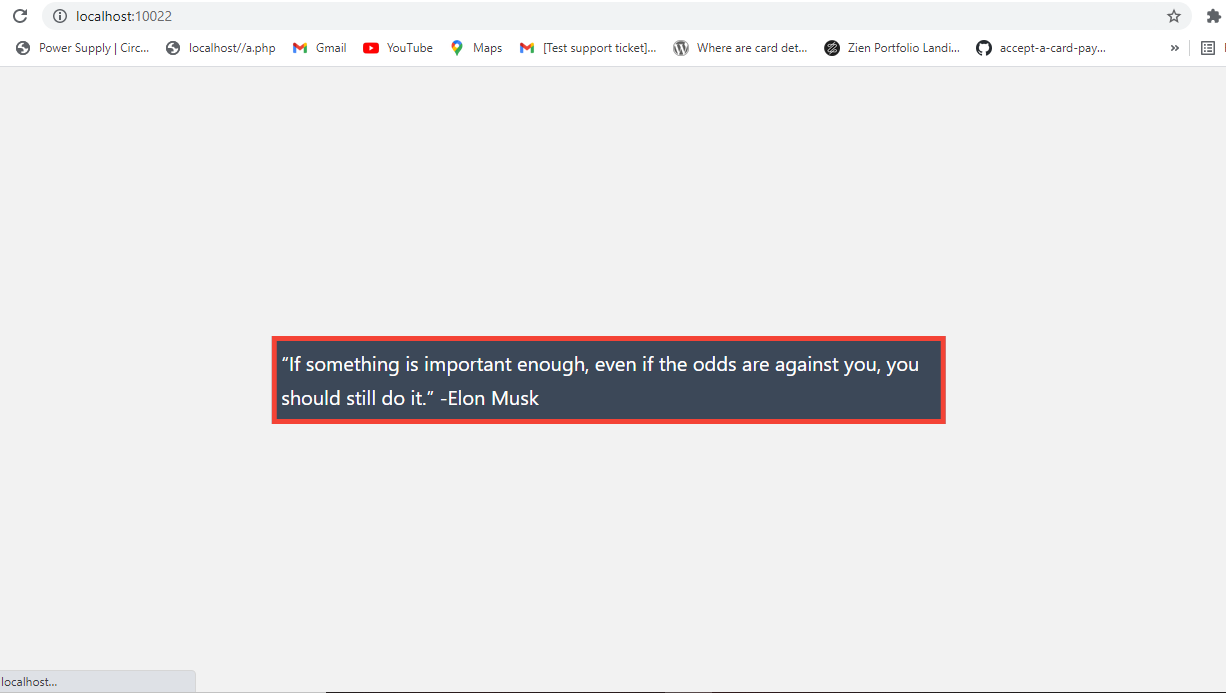 localhost:10022
Power Supply | Circ...
localhost//a.php
Gmail
YouTube
Maps
[Test support ticket]...
Where are card det...
Zien Portfolio Landi...
accept-a-card-pay...
»
“If something is important enough, even if the odds are against you, you
should still do it.” -Elon Musk
localhost...